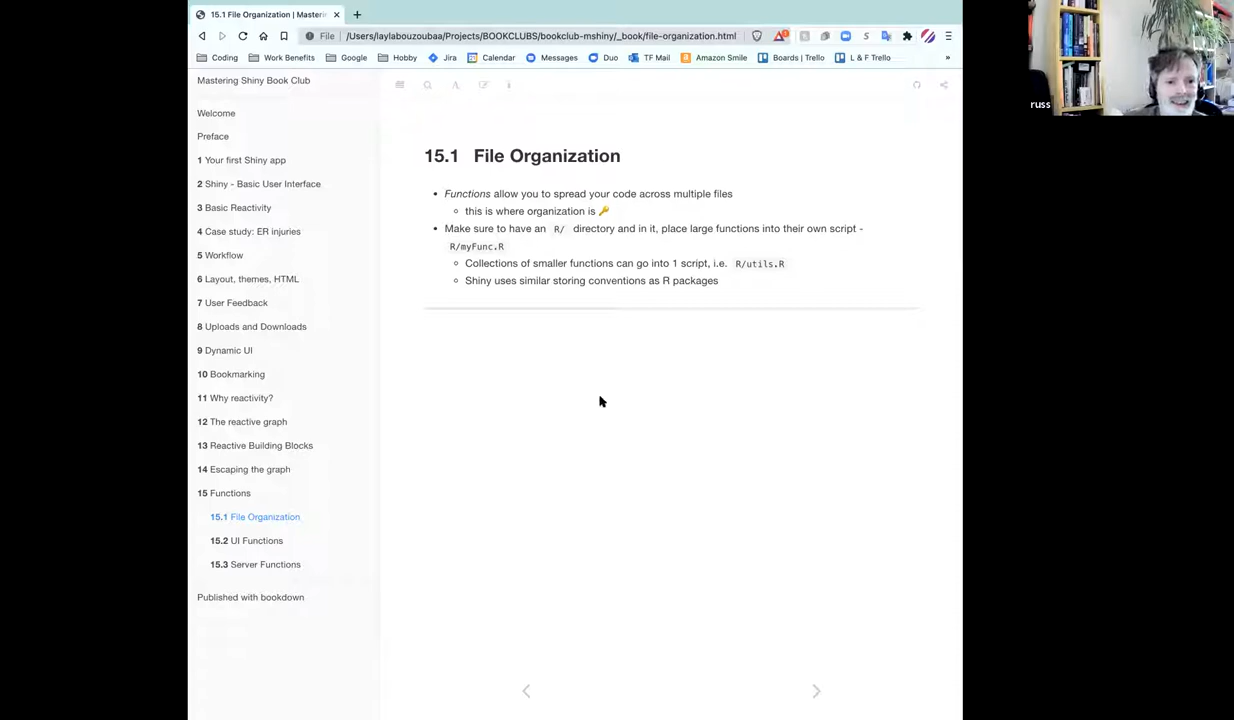 15.1 File Organization | Masterin
File /Users/laylabouzoubaa/Projects/BOOKCLUBS/bookclub-mshiny/_book/file-organization.html
Coding Work Benefits Google Hobby Jira Calendar Messages Duo TF Mail Amazon Smile Boards | Trello L & F Trello »
Mastering Shiny Book Club
Welcome
Preface
1 Your first Shiny app
2 Shiny - Basic User Interface
3 Basic Reactivity
4 Case study: ER injuries
5 Workflow
6 Layout, themes, HTML
7 User Feedback
8 Uploads and Downloads
9 Dynamic UI
10 Bookmarking
11 Why reactivity?
12 The reactive graph
13 Reactive Building Blocks
14 Escaping the graph
15 Functions
15.1 File Organization
15.2 UI Functions
15.3 Server Functions
Published with bookdown
15.1 File Organization
• Functions allow you to spread your code across multiple files
this is where organization is 🔑
• Make sure to have an R/ directory and in it, place large functions into their own script -
R/myFunc.R
Collections of smaller functions can go into 1 script, i.e. R/utils.R
Shiny uses similar storing conventions as R packages
russ